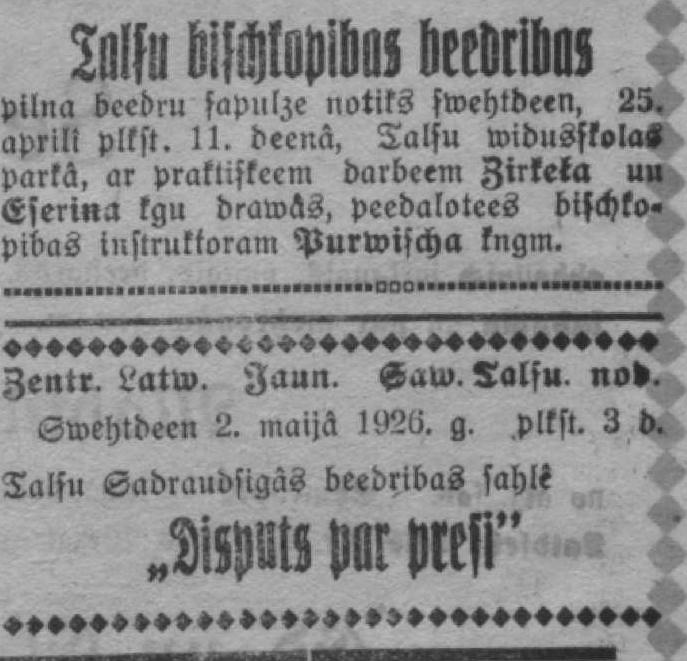 Talſu biſchkopibas beedribas
pilna beedru ſapulze notiks ſwehtdeen, 25.
aprilî plkſt. 11. deenâ, Talſu widusſkolas
parkâ, ar praktiſkeem darbeem Zirkeka un
Eſerina kgu drawâs, peedalotees biſchko-
pibas inſtruktoram Purwiſcha kngm.
Zentr. Latw. Jaun. Saw. Talſu. nod.
Swehtdeen 2. maijâ 1926. g. plkſt. 3 d.
Talſu Sadraudſigâs beedribas ſahlê
„Disputs par preſi”